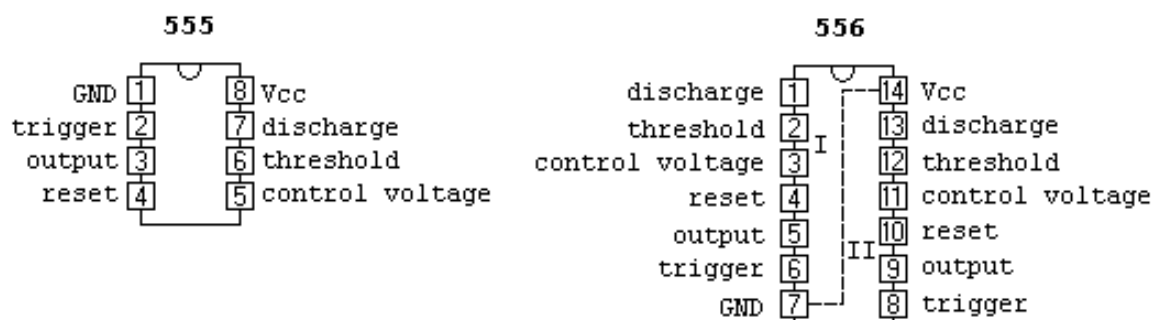 555
GND 1 8 Vcc
trigger 2 7 discharge
output 3 6 threshold
reset 4 5 control voltage
556
discharge 1 14 Vcc
threshold 2 13 discharge
I
control voltage 3 12 threshold
reset 4 11 control voltage
output 5 10 reset
II
trigger 6 9 output
GND 7 8 trigger